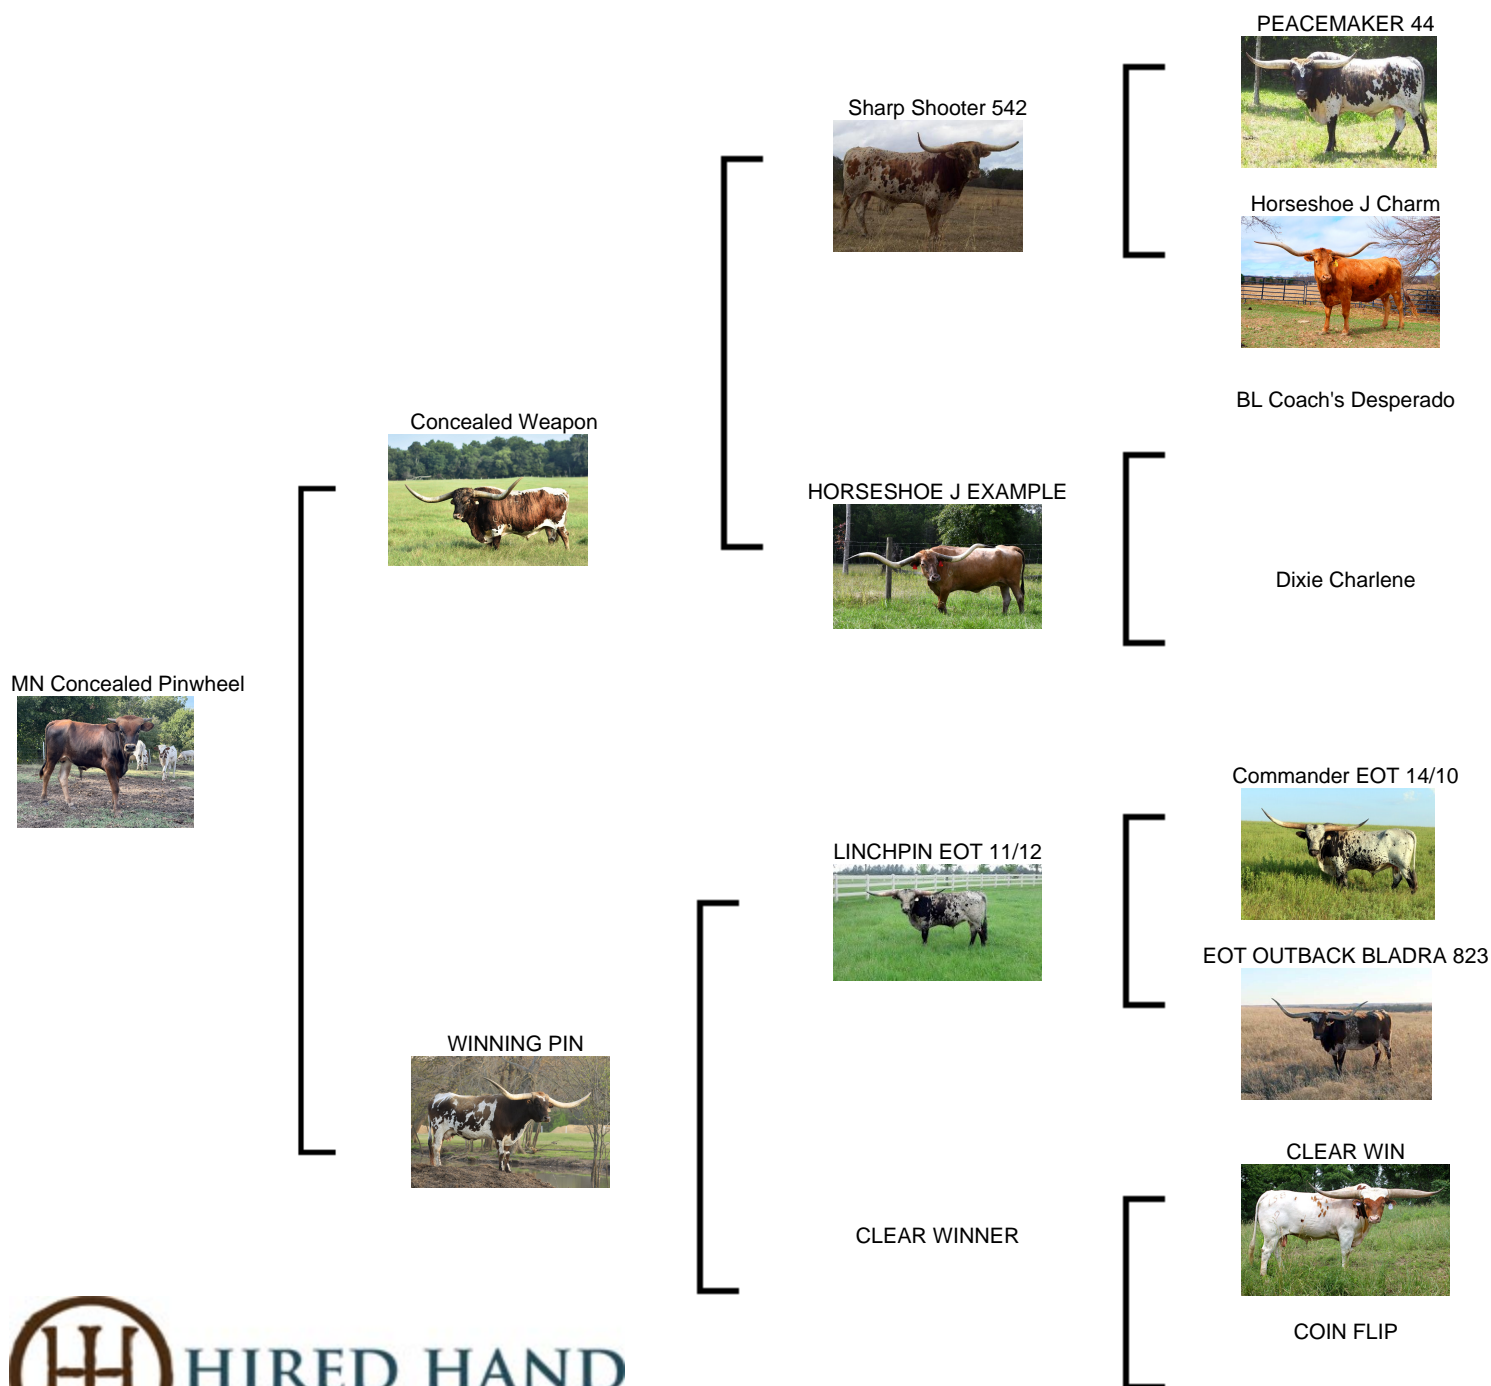 PEACEMAKER 44
Sharp Shooter 542
Horseshoe J Charm
BL Coach's Desperado
Concealed Weapon
HORSESHOE J EXAMPLE
Dixie Charlene
MN Concealed Pinwheel
Commander EOT 14/10
LINCHPIN EOT 11/12
EOT OUTBACK BLADRA 823
WINNING PIN
CLEAR WIN
CLEAR WINNER
COIN FLIP
HIRED HAND